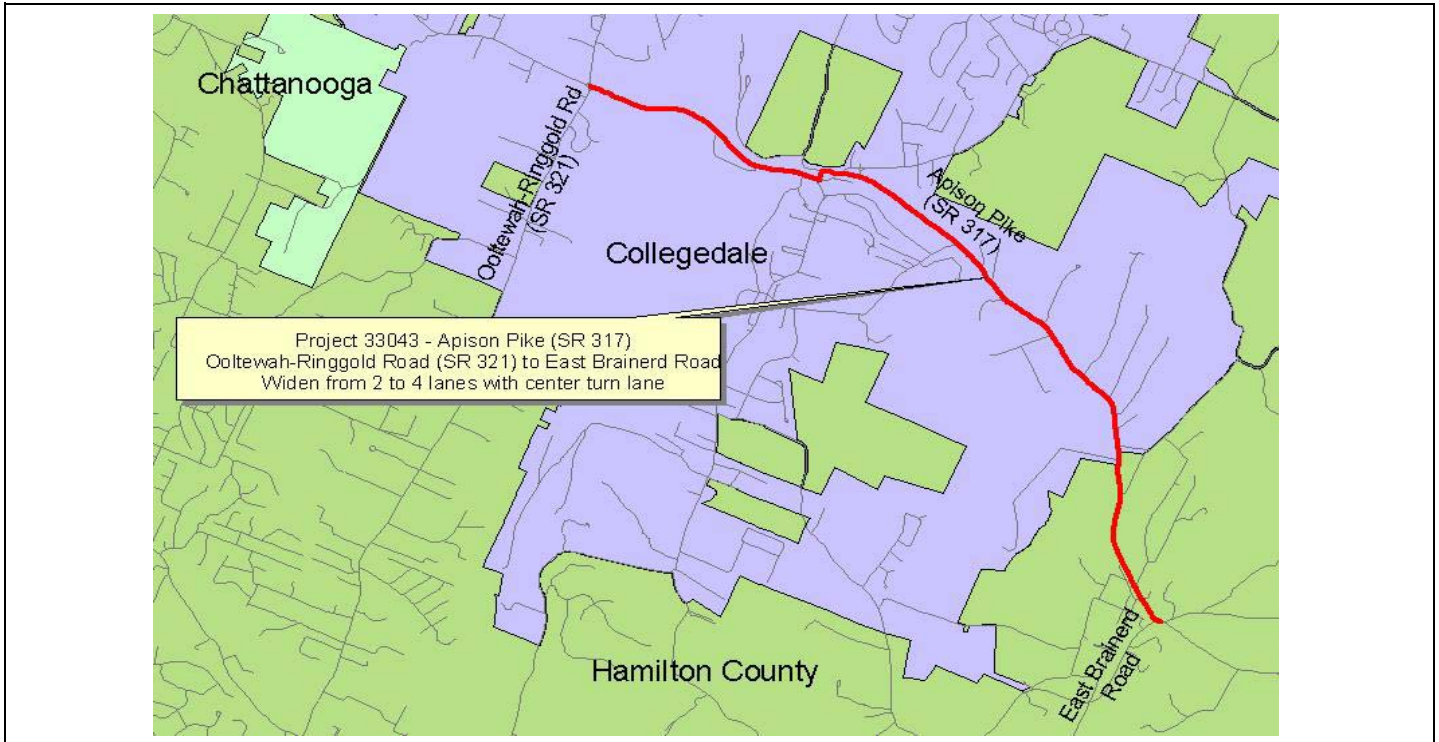 Chattanooga
Ooltewah-Ringgold Rd
(SR 321)
Apison Pike
(SR 317)
Collegedale
Project 33043 - Apison Pike (SR 317)
Ooltewah-Ringgold Road (SR 321) to East Brainerd Road
Widen from 2 to 4 lanes with center turn lane
Hamilton County
East Brainerd
Road